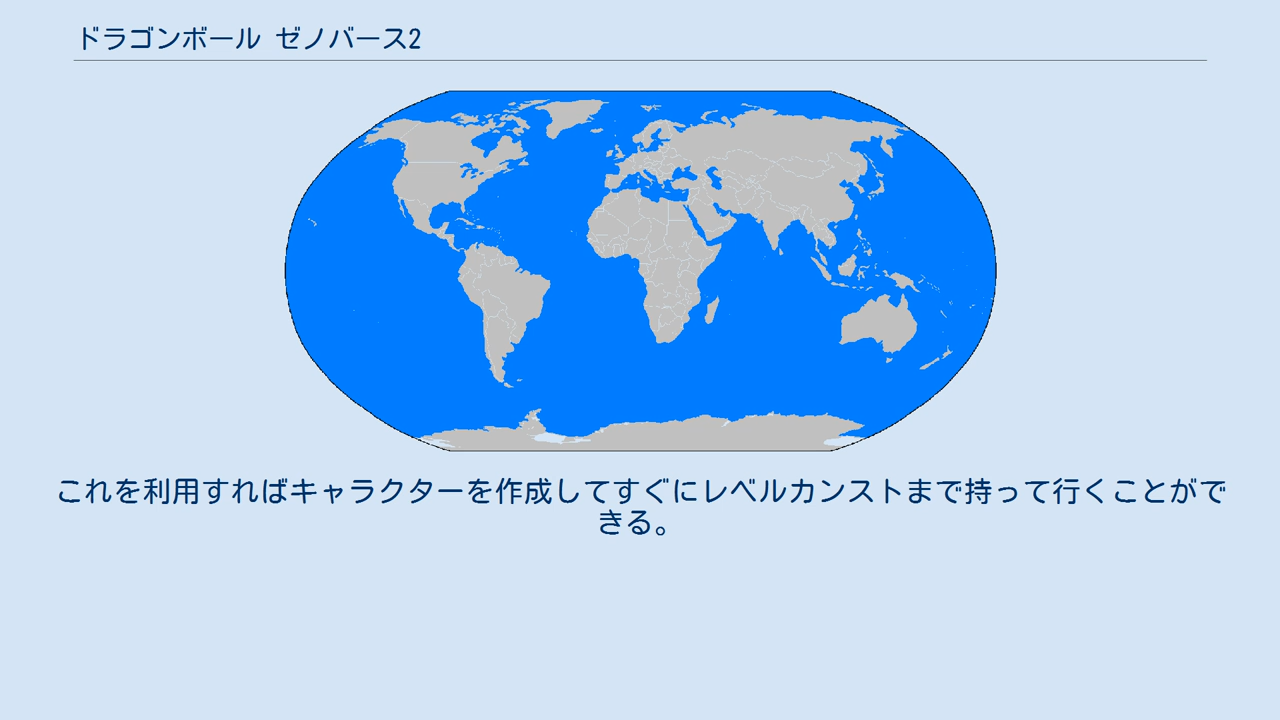 ドラゴンボール ゼノバース2
これを利用すればキャラクターを作成してすぐにレベルカンストまで持って行くことがで
きる。